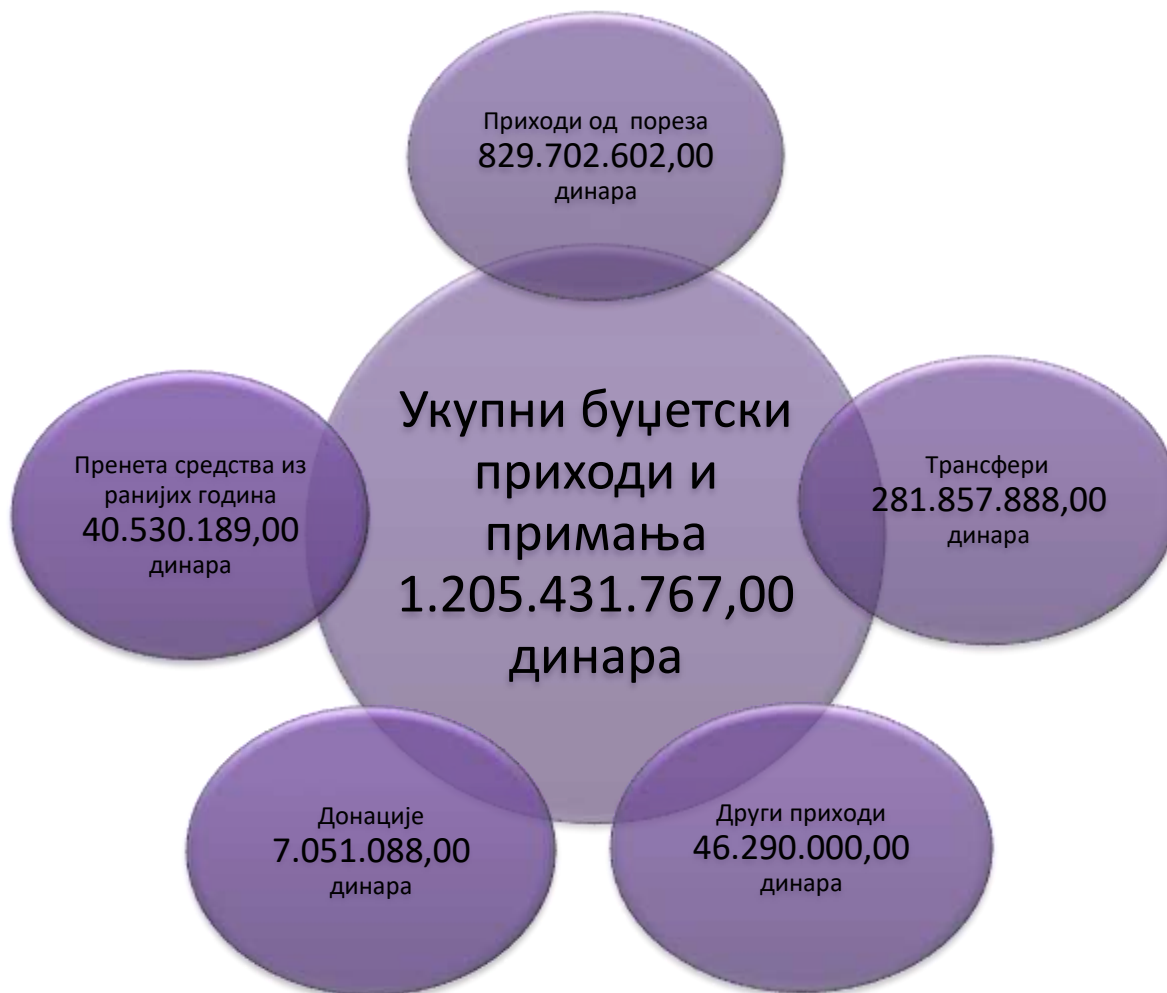 Приходи од  пореза
829.702.602,00
динара
Укупни буџетски
приходи и
примања
1.205.431.767,00
динара
Трансфери
281.857.888,00
динара
Други приходи
46.290.000,00
динара
Донације
7.051.088,00
динара
Пренета средства из
ранијих година
40.530.189,00
динара